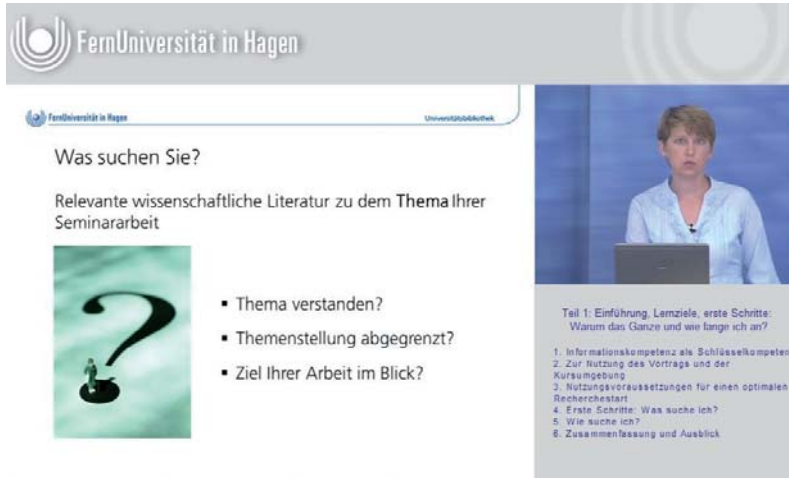 FernUniversität in Hagen
FernUniversität in Hagen
Universitätsbibliothek
Was suchen Sie?
Relevante wissenschaftliche Literatur zu dem Thema Ihrer
Seminararbeit
▪ Thema verstanden?
▪ Themenstellung abgegrenzt?
▪ Ziel Ihrer Arbeit im Blick?
Teil 1: Einführung, Lernziele, erste Schritte:
Warum das Ganze und wie fange ich an?
1. Informationskompetenz als Schlüsselkompeten
2. Zur Nutzung des Vortrags und der
Kursumgebung
3. Nutzungsvoraussetzungen für einen optimalen
Recherchestart
4. Erste Schritte: Was suche ich?
5. Wie suche ich?
6. Zusammenfassung und Ausblick